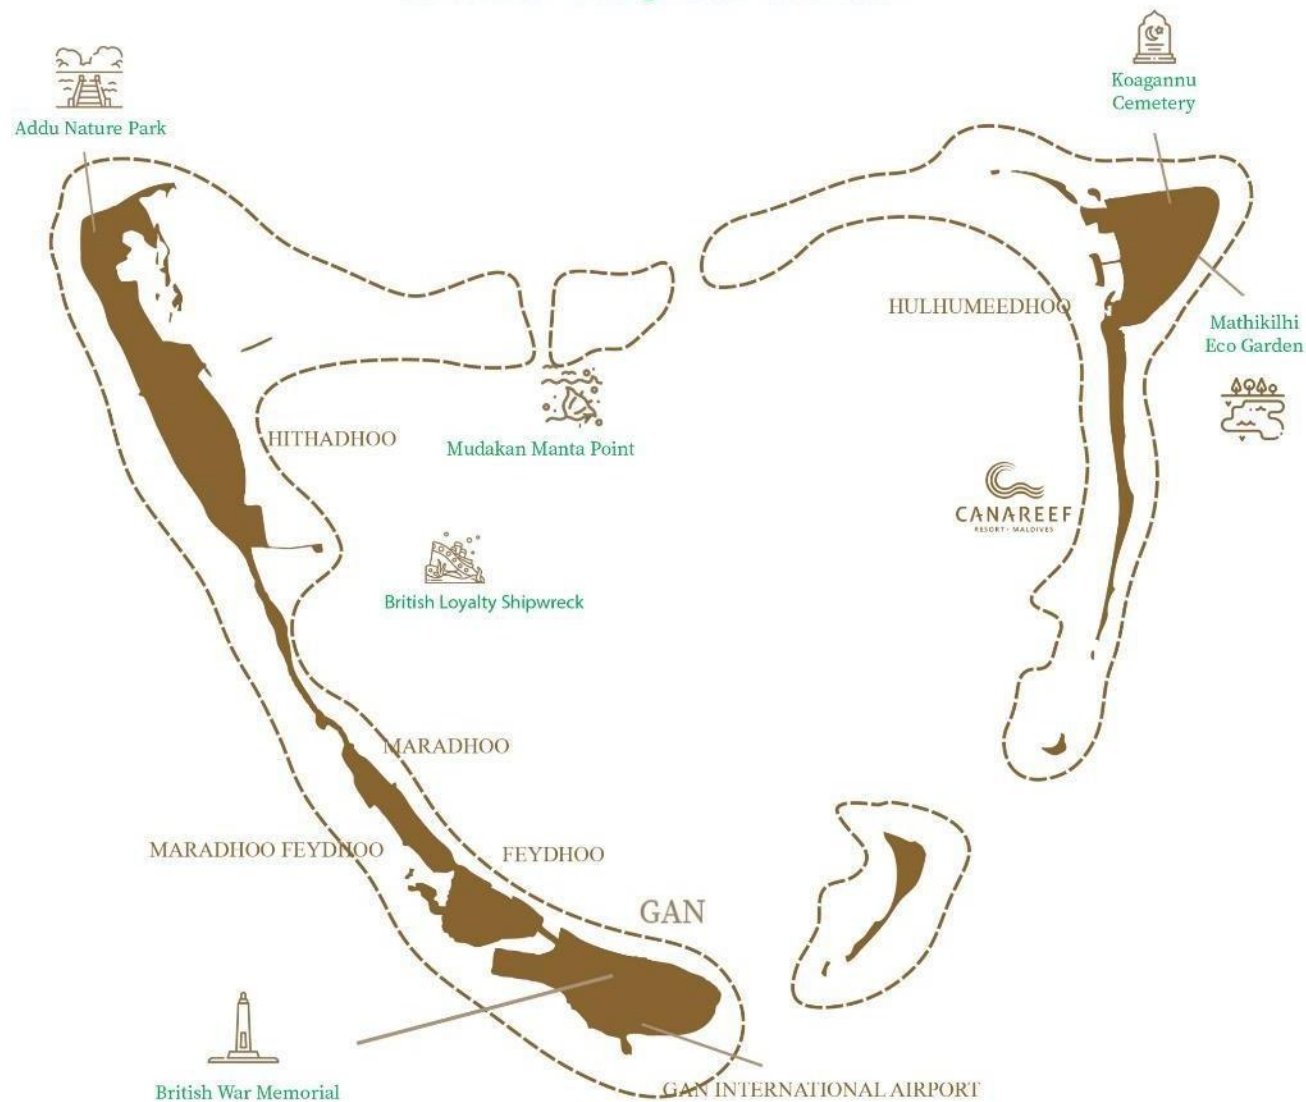 Koagannu
Cemetery
Addu Nature Park
HULHUMEEDHOO
Mathikilhi
Eco Garden
HITHADHOO
Mudakan Manta Point
CANAREEF
RESORT • MALDIVES
British Loyalty Shipwreck
MARADHOO
MARADHOO FEYDHOO
FEYDHOO
GAN
British War Memorial
GAN INTERNATIONAL AIRPORT